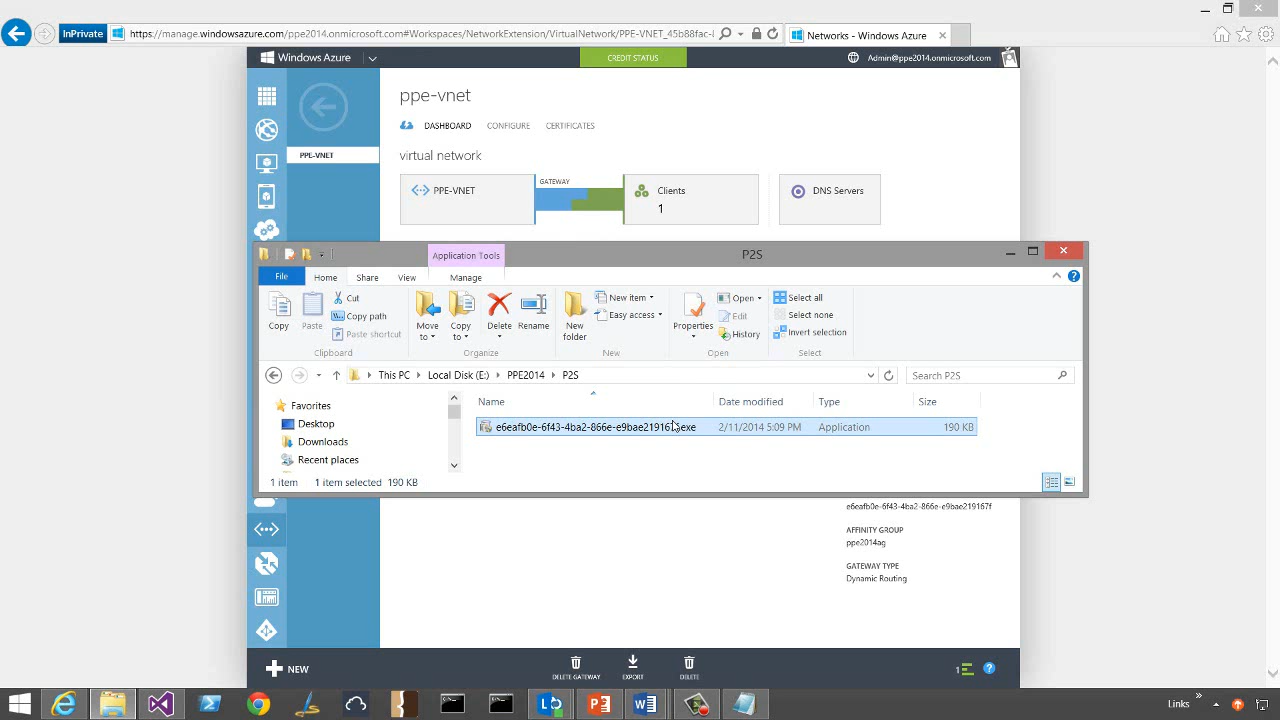 InPrivate https://manage.windowsazure.com/ppe2014.onmicrosoft.com#Workspaces/NetworkExtension/VirtualNetwork/PPE-VNET_45b88fac- Networks - Windows Azure
Windows Azure CREDIT STATUS Admin@ppe2014.onmicrosoft.com
ppe-vnet
DASHBOARD CONFIGURE CERTIFICATES
PPE-VNET
virtual network
GATEWAY
PPE-VNET Clients DNS Servers
1
Application Tools P2S
File Home Share View Manage
Copy Paste Cut Copy path Paste shortcut
Move to Copy to Delete Rename
New folder New item Easy access
Properties Open Edit History
Select all Select none Invert selection
Clipboard Organize New Open Select
This PC Local Disk (E:) PPE2014 P2S Search P2S
Favorites
Desktop
Downloads
Recent places
Name Date modified Type Size
2/11/2014 5:09 PM Application 190 KB
1 item 1 item selected 190 KB
e6eafb0e-6f43-4ba2-866e-e9bae219167f
AFFINITY GROUP
ppe2014ag
GATEWAY TYPE
Dynamic Routing
NEW DELETE GATEWAY EXPORT DELETE 1
Links